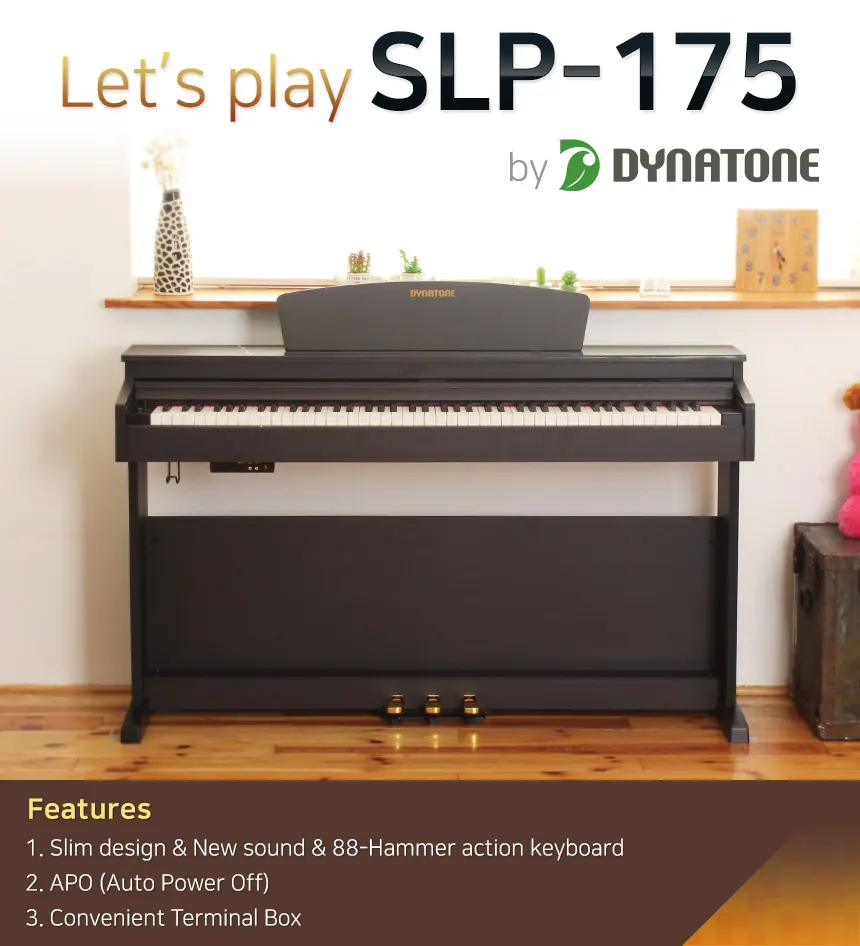 Let's play SLP-175
by DYNATONE
DYNATONE
Features
1. Slim design & New sound & 88-Hammer action keyboard
2. APO (Auto Power Off)
3. Convenient Terminal Box